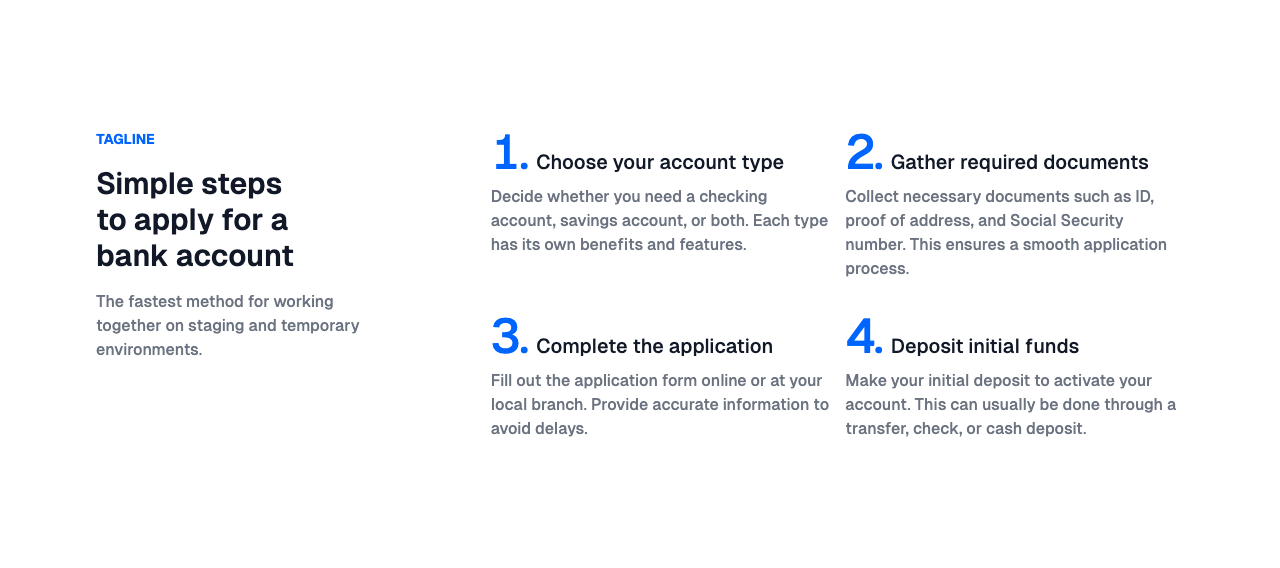 TAGLINE
Simple steps
to apply for a
bank account
The fastest method for working
together on staging and temporary
environments.
1. Choose your account type
Decide whether you need a checking
account, savings account, or both. Each type
has its own benefits and features.
2. Gather required documents
Collect necessary documents such as ID,
proof of address, and Social Security
number. This ensures a smooth application
process.
3. Complete the application
Fill out the application form online or at your
local branch. Provide accurate information to
avoid delays.
4. Deposit initial funds
Make your initial deposit to activate your
account. This can usually be done through a
transfer, check, or cash deposit.